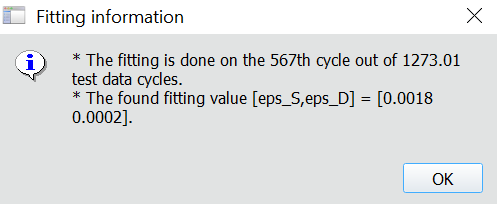 Fitting information
* The fitting is done on the 567th cycle out of 1273.01
test data cycles.
* The found fitting value [eps_S,eps_D] = [0.0018
0.0002].
OK